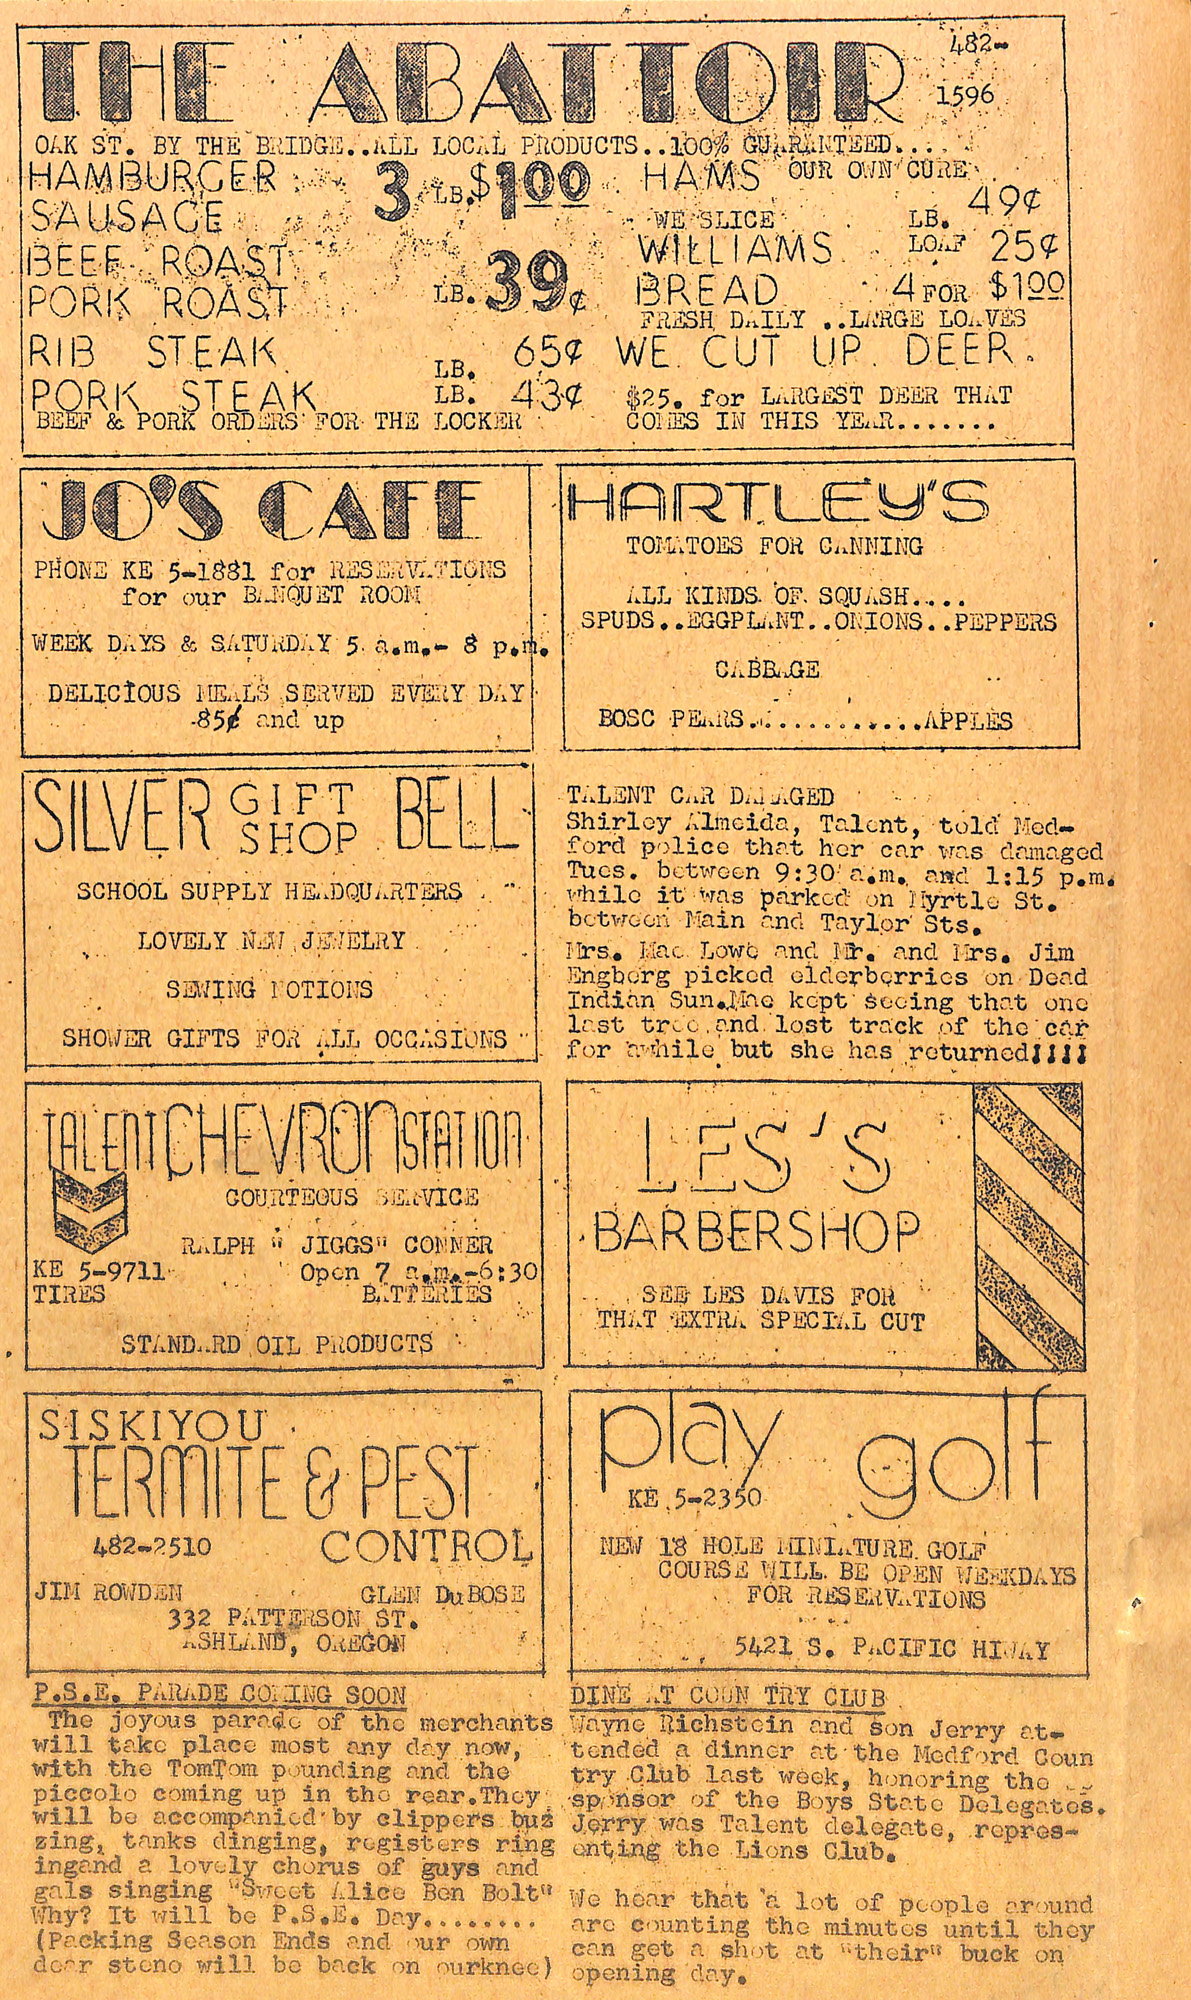 THE ABATTOIR 482-
1596
OAK ST. BY THE BRIDGE..ALL LOCAL PRODUCTS..100% GUARANTEED....
HAMBURGER
SAUSAGE
3 LB. $1.00
BEEF ROAST
PORK ROAST
LB. 39¢
RIB STEAK LB. 65¢
PORK STEAK LB. 43¢
BEEF & PORK ORDERS FOR THE LOCKER
HAMS OUR OWN CURE
WE SLICE LB. 49¢
WILLIAMS LOAF 25¢
BREAD 4 FOR $1.00
FRESH DAILY ..LARGE LOAVES
WE CUT UP DEER.
$25. for LARGEST DEER THAT
COMES IN THIS YEAR.......
JO'S CAFE
PHONE KE 5-1881 for RESERVATIONS
for our BANQUET ROOM
WEEK DAYS & SATURDAY 5 a.m.- 8 p.m.
DELICIOUS MEALS SERVED EVERY DAY
85¢ and up
HARTLEY'S
TOMATOES FOR CANNING
ALL KINDS OF SQUASH....
SPUDS..EGGPLANT..ONIONS..PEPPERS
CABBAGE
BOSC PEARS............APPLES
SILVER GIFT SHOP BELL
SCHOOL SUPPLY HEADQUARTERS
LOVELY NEW JEWELRY
SEWING NOTIONS
SHOWER GIFTS FOR ALL OCCASIONS
TALENT CAR DAMAGED
Shirley Almeida, Talent, told Med-
ford police that her car was damaged
Tues. between 9:30 a.m. and 1:15 p.m.
while it was parked on Myrtle St.
between Main and Taylor Sts.
Mrs. Mae Lowe and Mr. and Mrs. Jim
Engberg picked elderberries on Dead
Indian Sun.Mae kept seeing that one
last tree and lost track of the car
for awhile but she has returned!!!!
TALENT CHEVRON STATION
COURTEOUS SERVICE
RALPH " JIGGS" CONNER
KE 5-9711 Open 7 a.m.-6:30
TIRES BATTERIES
STANDARD OIL PRODUCTS
LES'S
BARBERSHOP
SEE LES DAVIS FOR
THAT EXTRA SPECIAL CUT
SISKIYOU
TERMITE & PEST
482-2510 CONTROL
JIM ROWDEN GLEN DuBOSE
332 PATTERSON ST.
ASHLAND, OREGON
play golf
KE 5-2350
NEW 18 HOLE MINIATURE GOLF
COURSE WILL BE OPEN WEEKDAYS
FOR RESERVATIONS
5421 S. PACIFIC HIWAY
P.S.E. PARADE COMING SOON
The joyous parade of the merchants
will take place most any day now,
with the TomTom pounding and the
piccolo coming up in the rear.They
will be accompanied by clippers buz
zing, tanks dinging, registers ring
ingand a lovely chorus of guys and
gals singing "Sweet Alice Ben Bolt"
Why? It will be P.S.E. Day........
(Packing Season Ends and our own
dear steno will be back on ourknee)
DINE AT COUN TRY CLUB
Wayne Richstein and son Jerry at-
tended a dinner at the Medford Coun
try Club last week, honoring the
sponsor of the Boys State Delegates.
Jerry was Talent delegate, repres-
enting the Lions Club.
We hear that a lot of people around
are counting the minutes until they
can get a shot at "their" buck on
opening day.